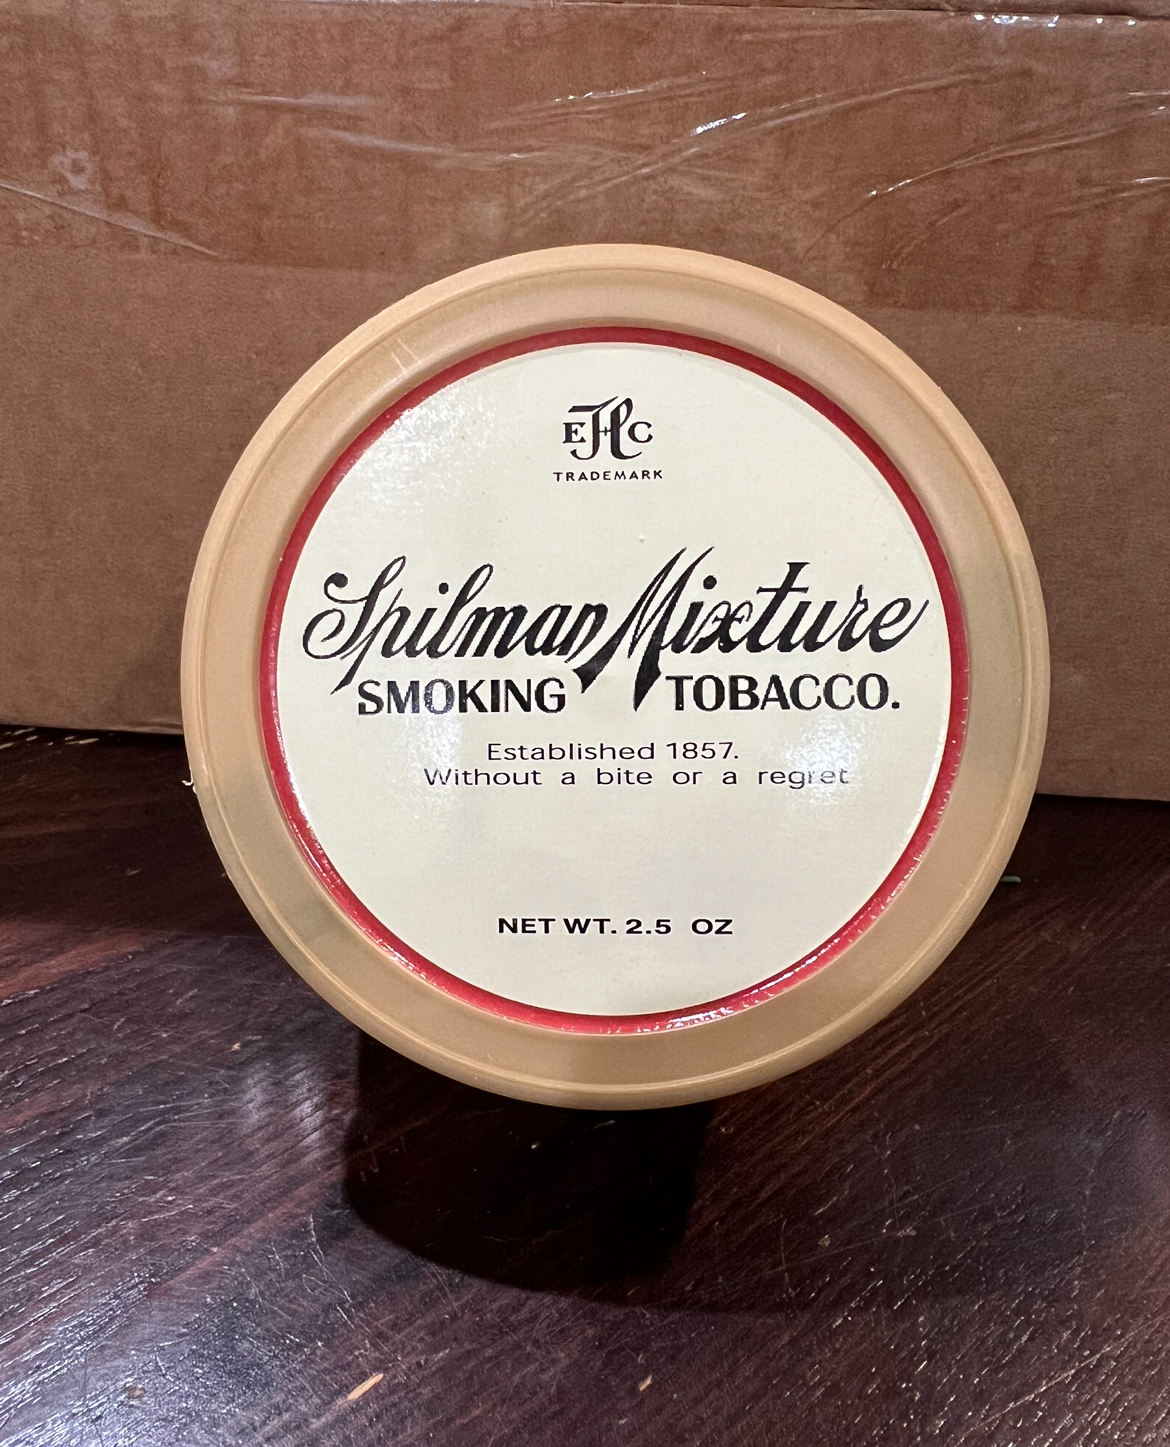 EHC
TRADEMARK
Spilman Mixture
SMOKING TOBACCO.
Established 1857.
Without a bite or a regret
NET WT. 2.5 OZ